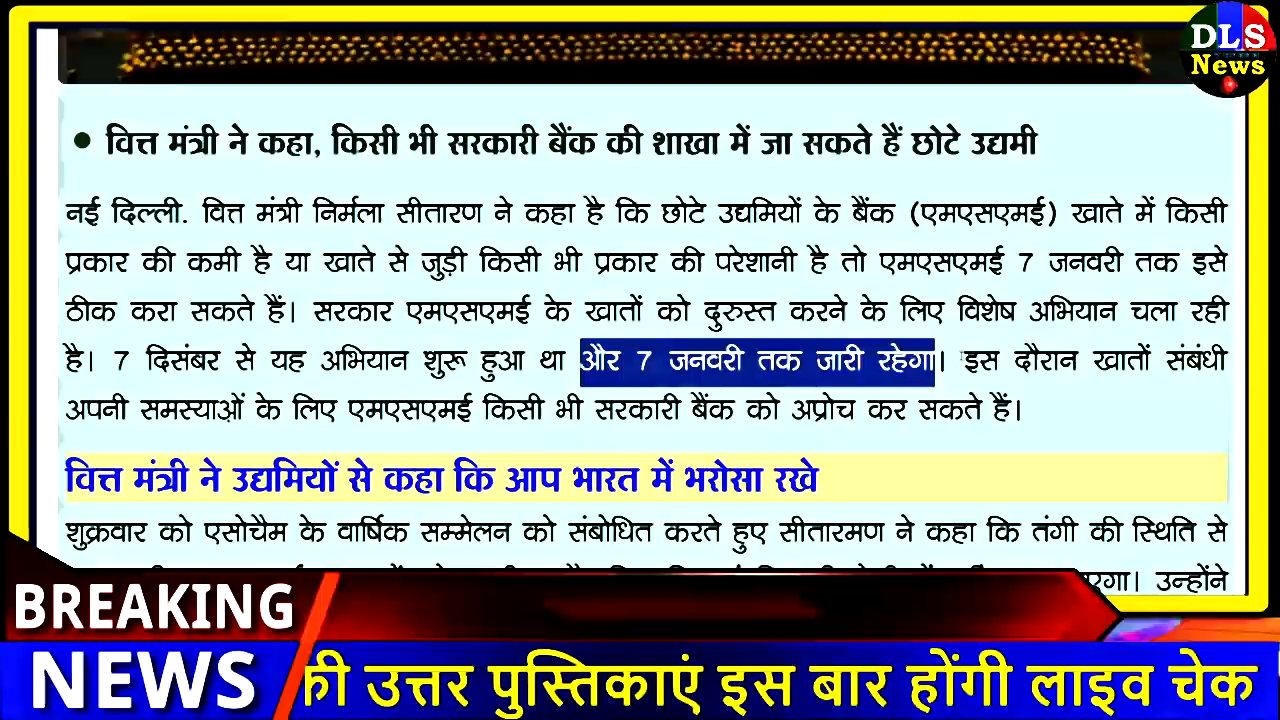 DLS
News
• वित्त मंत्री ने कहा, किसी भी सरकारी बैंक की शाखा में जा सकते हैं छोटे उद्यमी
नई दिल्ली. वित्त मंत्री निर्मला सीतारण ने कहा है कि छोटे उद्यमियों के बैंक (एमएसएमई) खाते में किसी
प्रकार की कमी है या खाते से जुड़ी किसी भी प्रकार की परेशानी है तो एमएसएमई 7 जनवरी तक इसे
ठीक करा सकते हैं। सरकार एमएसएमई के खातों को दुरुस्त करने के लिए विशेष अभियान चला रही
है। 7 दिसंबर से यह अभियान शुरू हुआ था और 7 जनवरी तक जारी रहेगा। इस दौरान खातों संबंधी
अपनी समस्याओं के लिए एमएसएमई किसी भी सरकारी बैंक को अप्रोच कर सकते हैं।
वित्त मंत्री ने उद्यमियों से कहा कि आप भारत में भरोसा रखे
शुक्रवार को एसोचैम के वार्षिक सम्मेलन को संबोधित करते हुए सीतारमण ने कहा कि तंगी की स्थिति से
उन्होंने
BREAKING
NEWS
की उत्तर पुस्तिकाएं इस बार होंगी लाइव चेक